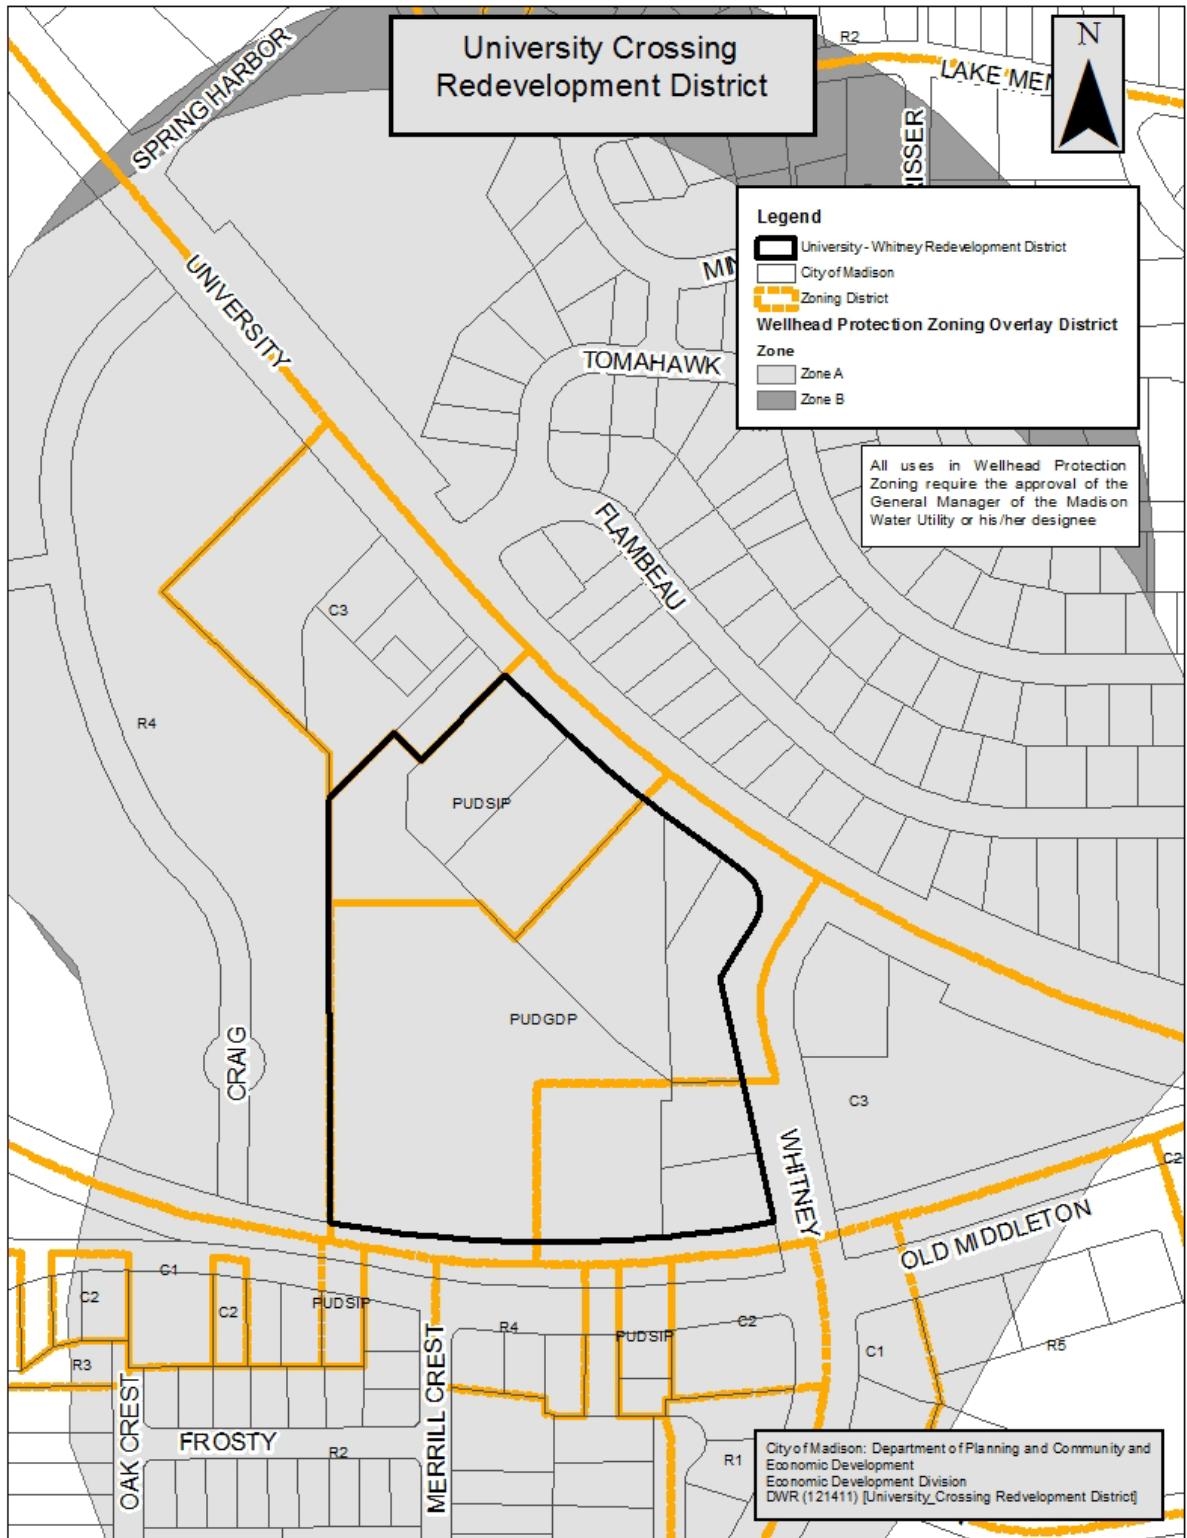 University Crossing
Redevelopment District
N
R2
LAKE MEN
SPRING HARBOR
RISSER
Legend
University - Whitney Redevelopment District
City of Madison
Zoning District
Wellhead Protection Zoning Overlay District
Zone
Zone A
Zone B
UNIVERSITY
TOMAHAWK
All uses in Wellhead Protection
Zoning require the approval of the
General Manager of the Madison
Water Utility or his/her designee
FLAMBEAU
C3
R4
PUDSIP
PUDGDP
CRAIG
C3
WHITNEY
C2
OLD MIDDLETON
C1
C2
C2
PUDSIP
R4
PUDSIP
C2
C1
R5
R3
OAK CREST
MERRILL CREST
FROSTY
R2
R1
City of Madison: Department of Planning and Community and
Economic Development
Economic Development Division
DWR (121411) [University_Crossing Redvelopment District]